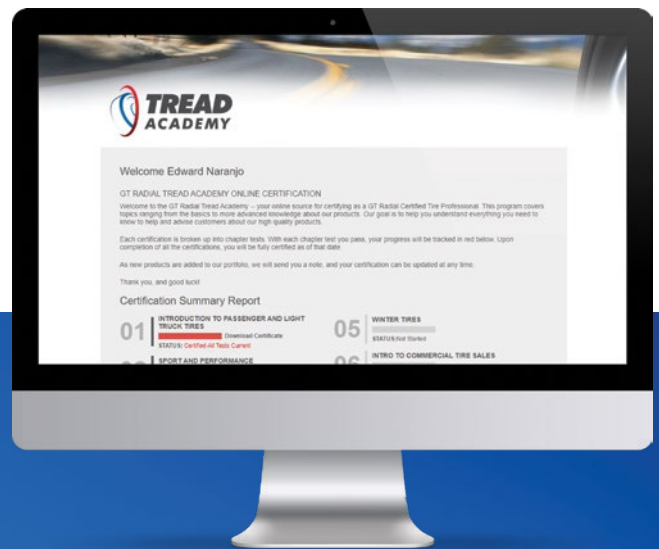 TREAD
ACADEMY
Welcome Edward Naranjo
GT RADIAL TREAD ACADEMY ONLINE CERTIFICATION
Welcome to the GT Radial Tread Academy – your online source for certifying as a GT Radial Certified Tire Professional. This program covers
topics ranging from the basics to more advanced knowledge about our products. Our goal is to help you understand everything you need to
know to help and advise customers about our high quality products.
Each certification is broken up into chapter tests. With each chapter test you pass, your progress will be tracked in red below. Upon
completion of all the certifications, you will be fully certified as of that date
As new products are added to our portfolio, we will send you a note, and your certification can be updated at any time.
Thank you, and good luck!
Certification Summary Report
01
INTRODUCTION TO PASSENGER AND LIGHT
TRUCK TIRES
Download Certificate
STATUS: Certified-All Tests Current
SPORT AND PERFORMANCE
05
WINTER TIRES
STATUS:Not Started
06
INTRO TO COMMERCIAL TIRE SALES